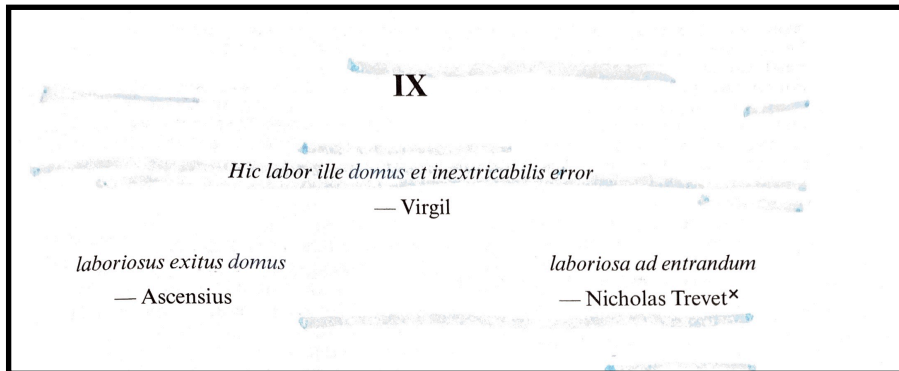 IX
Hic labor ille domus et inextricabilis error
— Virgil
laboriosus exitus domus
— Ascensius
laboriosa ad entrandum
— Nicholas Trevet×